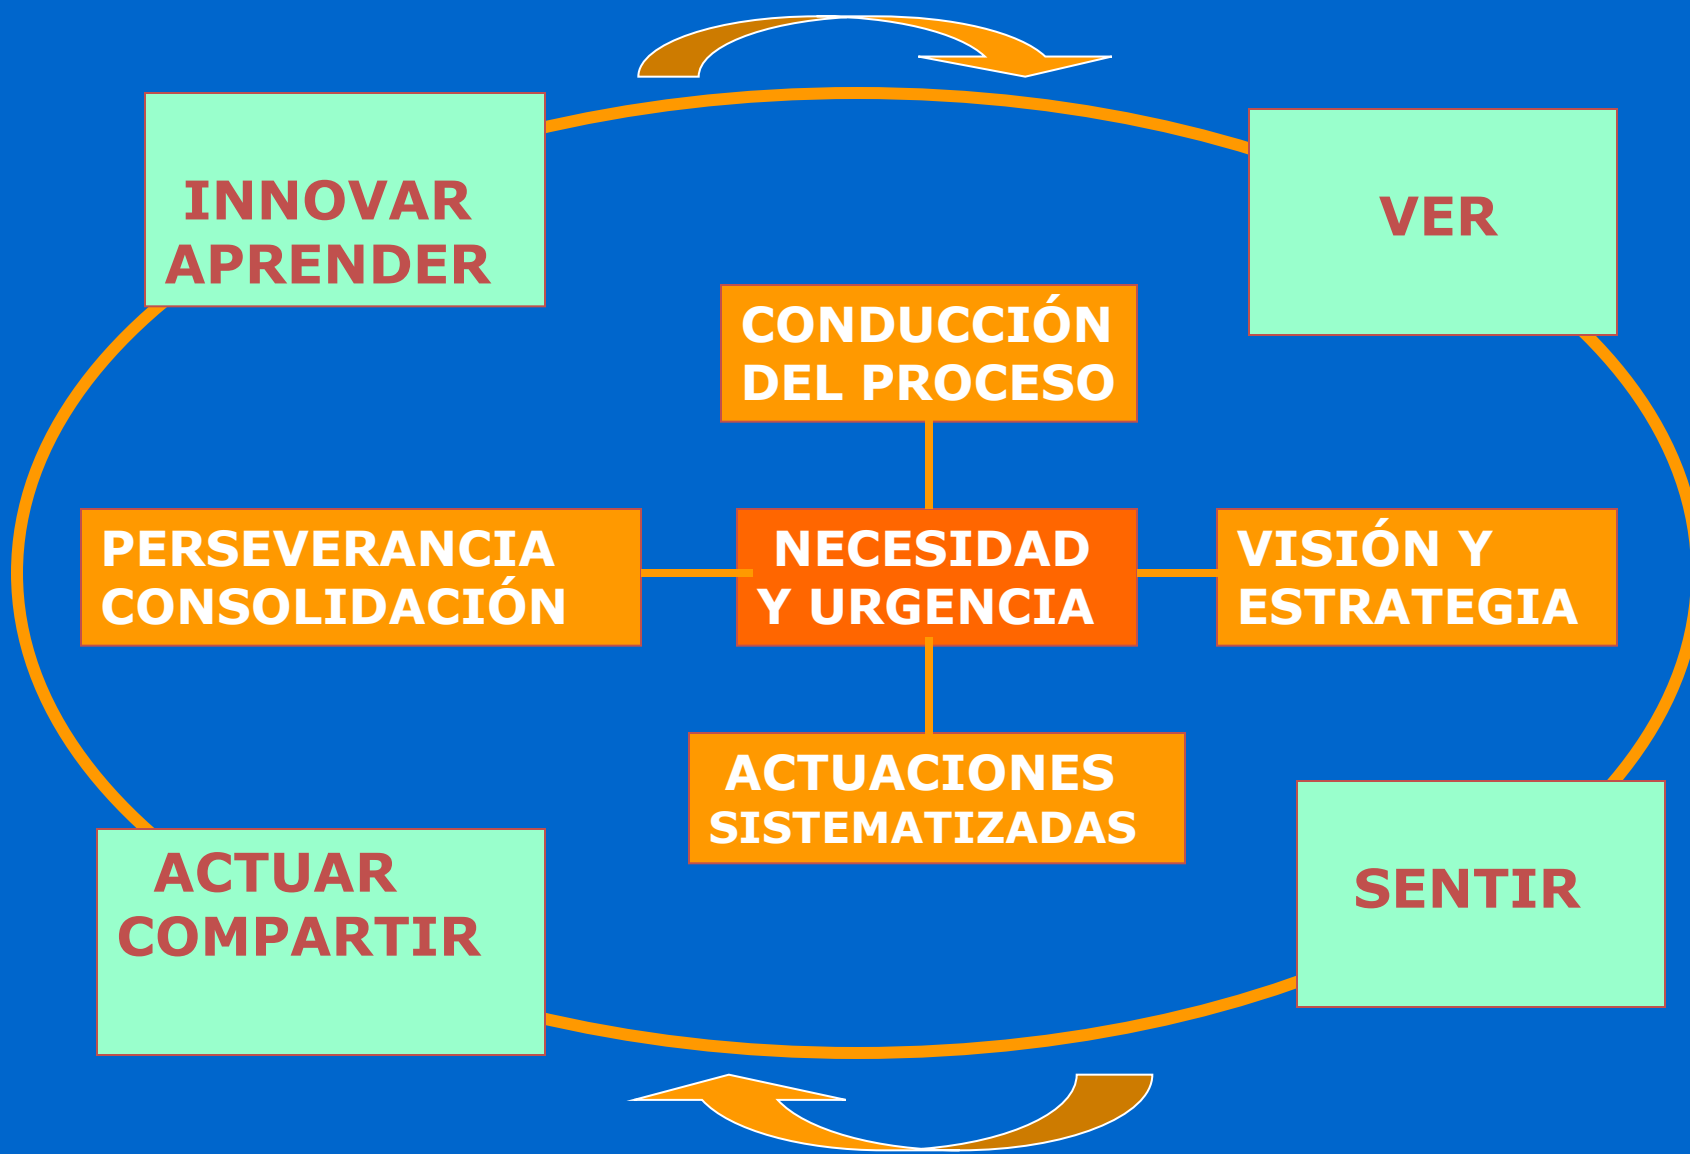 INNOVAR
APRENDER
VER
CONDUCCIÓN
DEL PROCESO
PERSEVERANCIA
CONSOLIDACIÓN
NECESIDAD
Y URGENCIA
VISIÓN Y
ESTRATEGIA
ACTUACIONES
SISTEMATIZADAS
ACTUAR
COMPARTIR
SENTIR